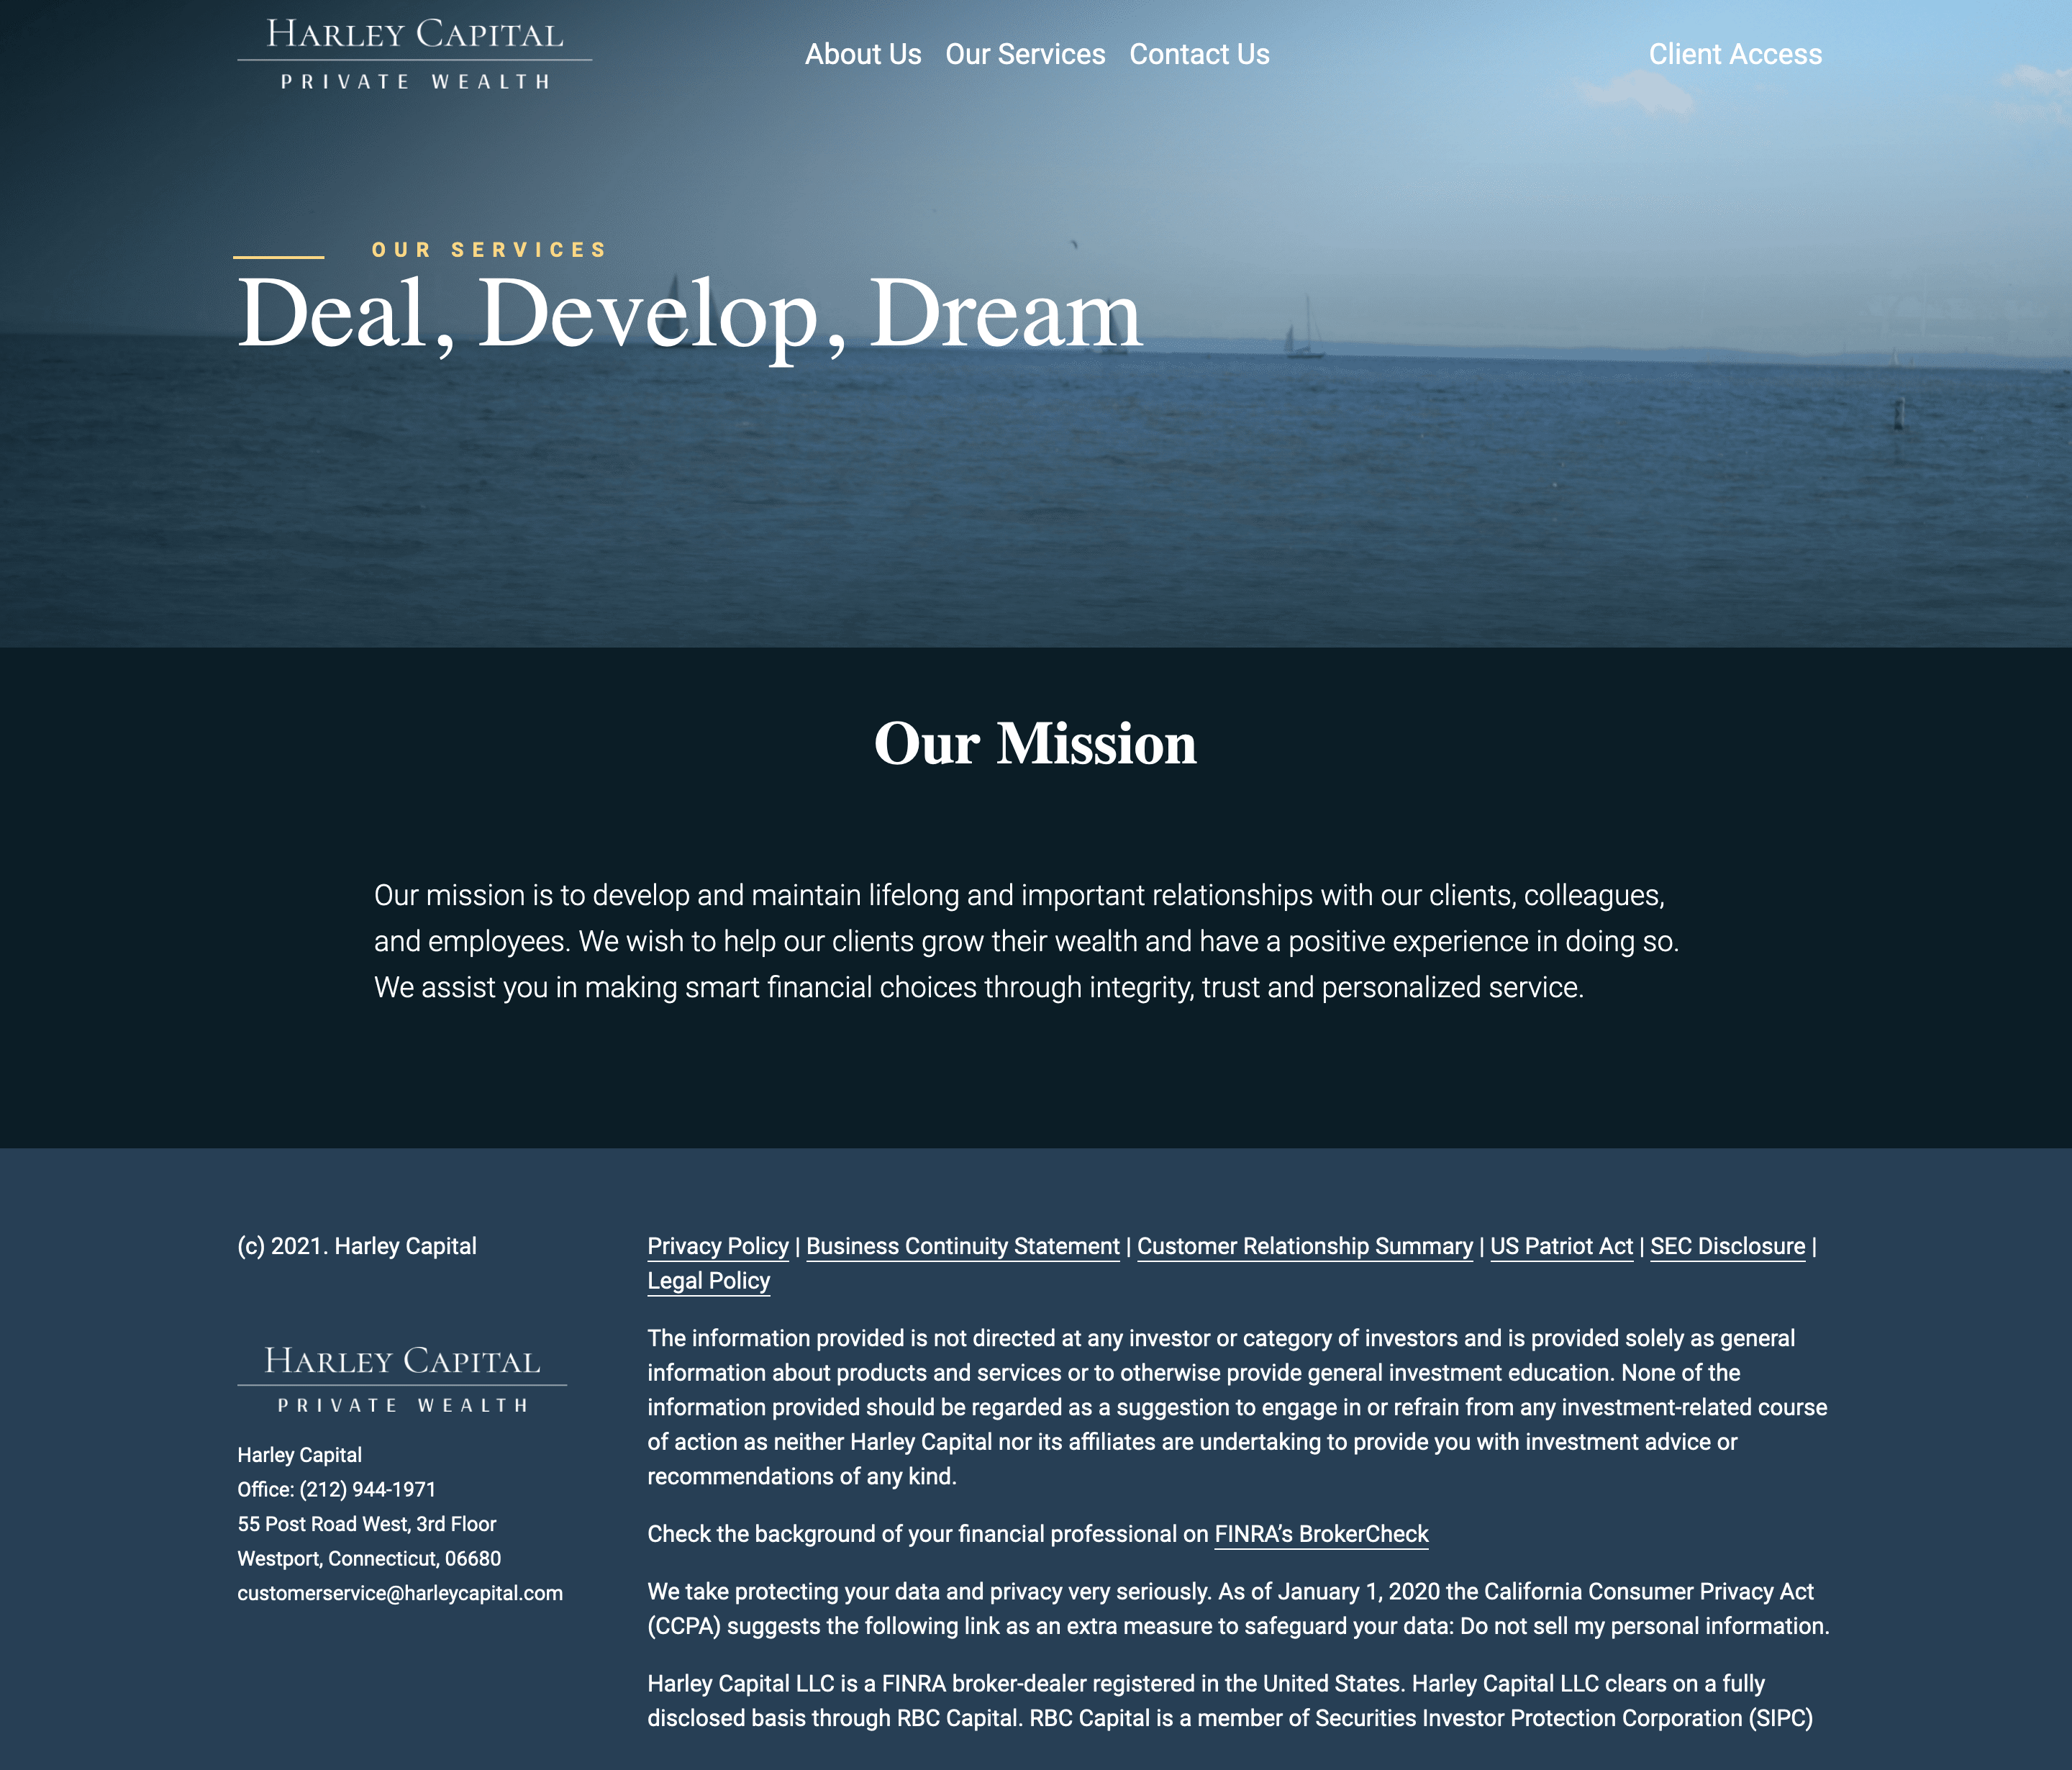 HARLEY CAPITAL
PRIVATE WEALTH
About Us Our Services Contact Us
Client Access
OUR SERVICES
Deal, Develop, Dream
Our Mission
Our mission is to develop and maintain lifelong and important relationships with our clients, colleagues,
and employees. We wish to help our clients grow their wealth and have a positive experience in doing so.
We assist you in making smart financial choices through integrity, trust and personalized service.
(c) 2021. Harley Capital
HARLEY CAPITAL
PRIVATE WEALTH
Harley Capital
Office: (212) 944-1971
55 Post Road West, 3rd Floor
Westport, Connecticut, 06680
customerservice@harleycapital.com
Privacy Policy | Business Continuity Statement | Customer Relationship Summary | US Patriot Act | SEC Disclosure |
Legal Policy
The information provided is not directed at any investor or category of investors and is provided solely as general
information about products and services or to otherwise provide general investment education. None of the
information provided should be regarded as a suggestion to engage in or refrain from any investment-related course
of action as neither Harley Capital nor its affiliates are undertaking to provide you with investment advice or
recommendations of any kind.
Check the background of your financial professional on FINRA’s BrokerCheck
We take protecting your data and privacy very seriously. As of January 1, 2020 the California Consumer Privacy Act
(CCPA) suggests the following link as an extra measure to safeguard your data: Do not sell my personal information.
Harley Capital LLC is a FINRA broker-dealer registered in the United States. Harley Capital LLC clears on a fully
disclosed basis through RBC Capital. RBC Capital is a member of Securities Investor Protection Corporation (SIPC)